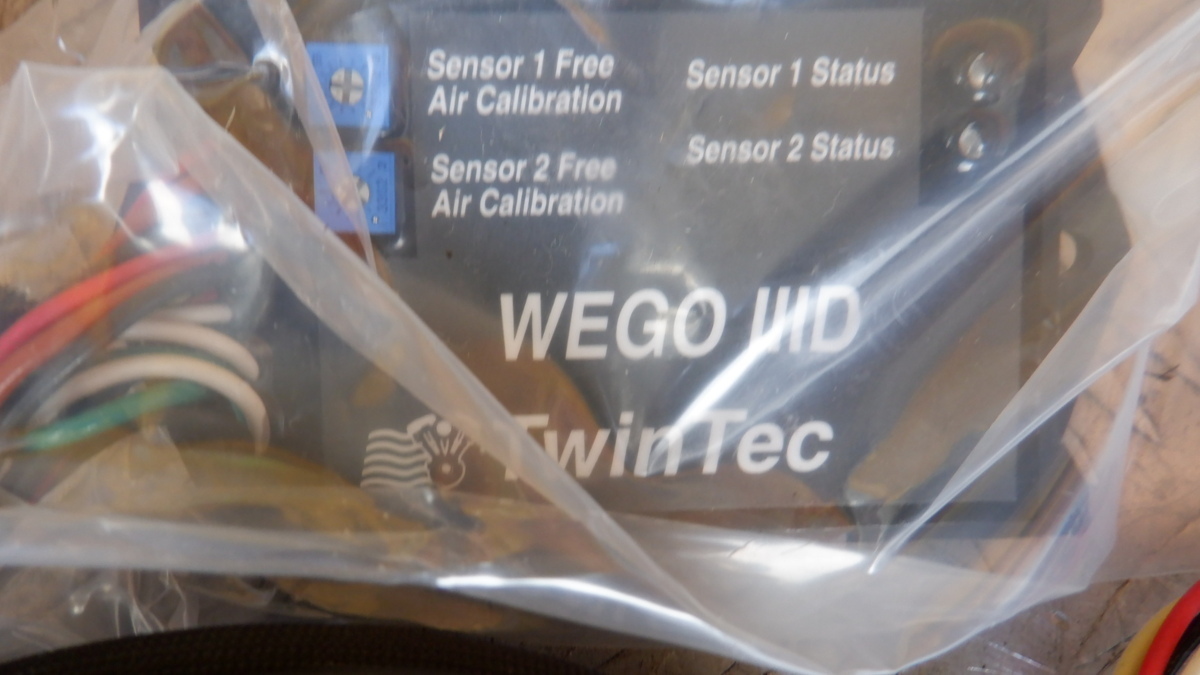 Sensor 1 Free
Air Calibration
Sensor 2 Free
Air Calibration
Sensor 1 Status
Sensor 2 Status
WEGO IIID
TwinTec